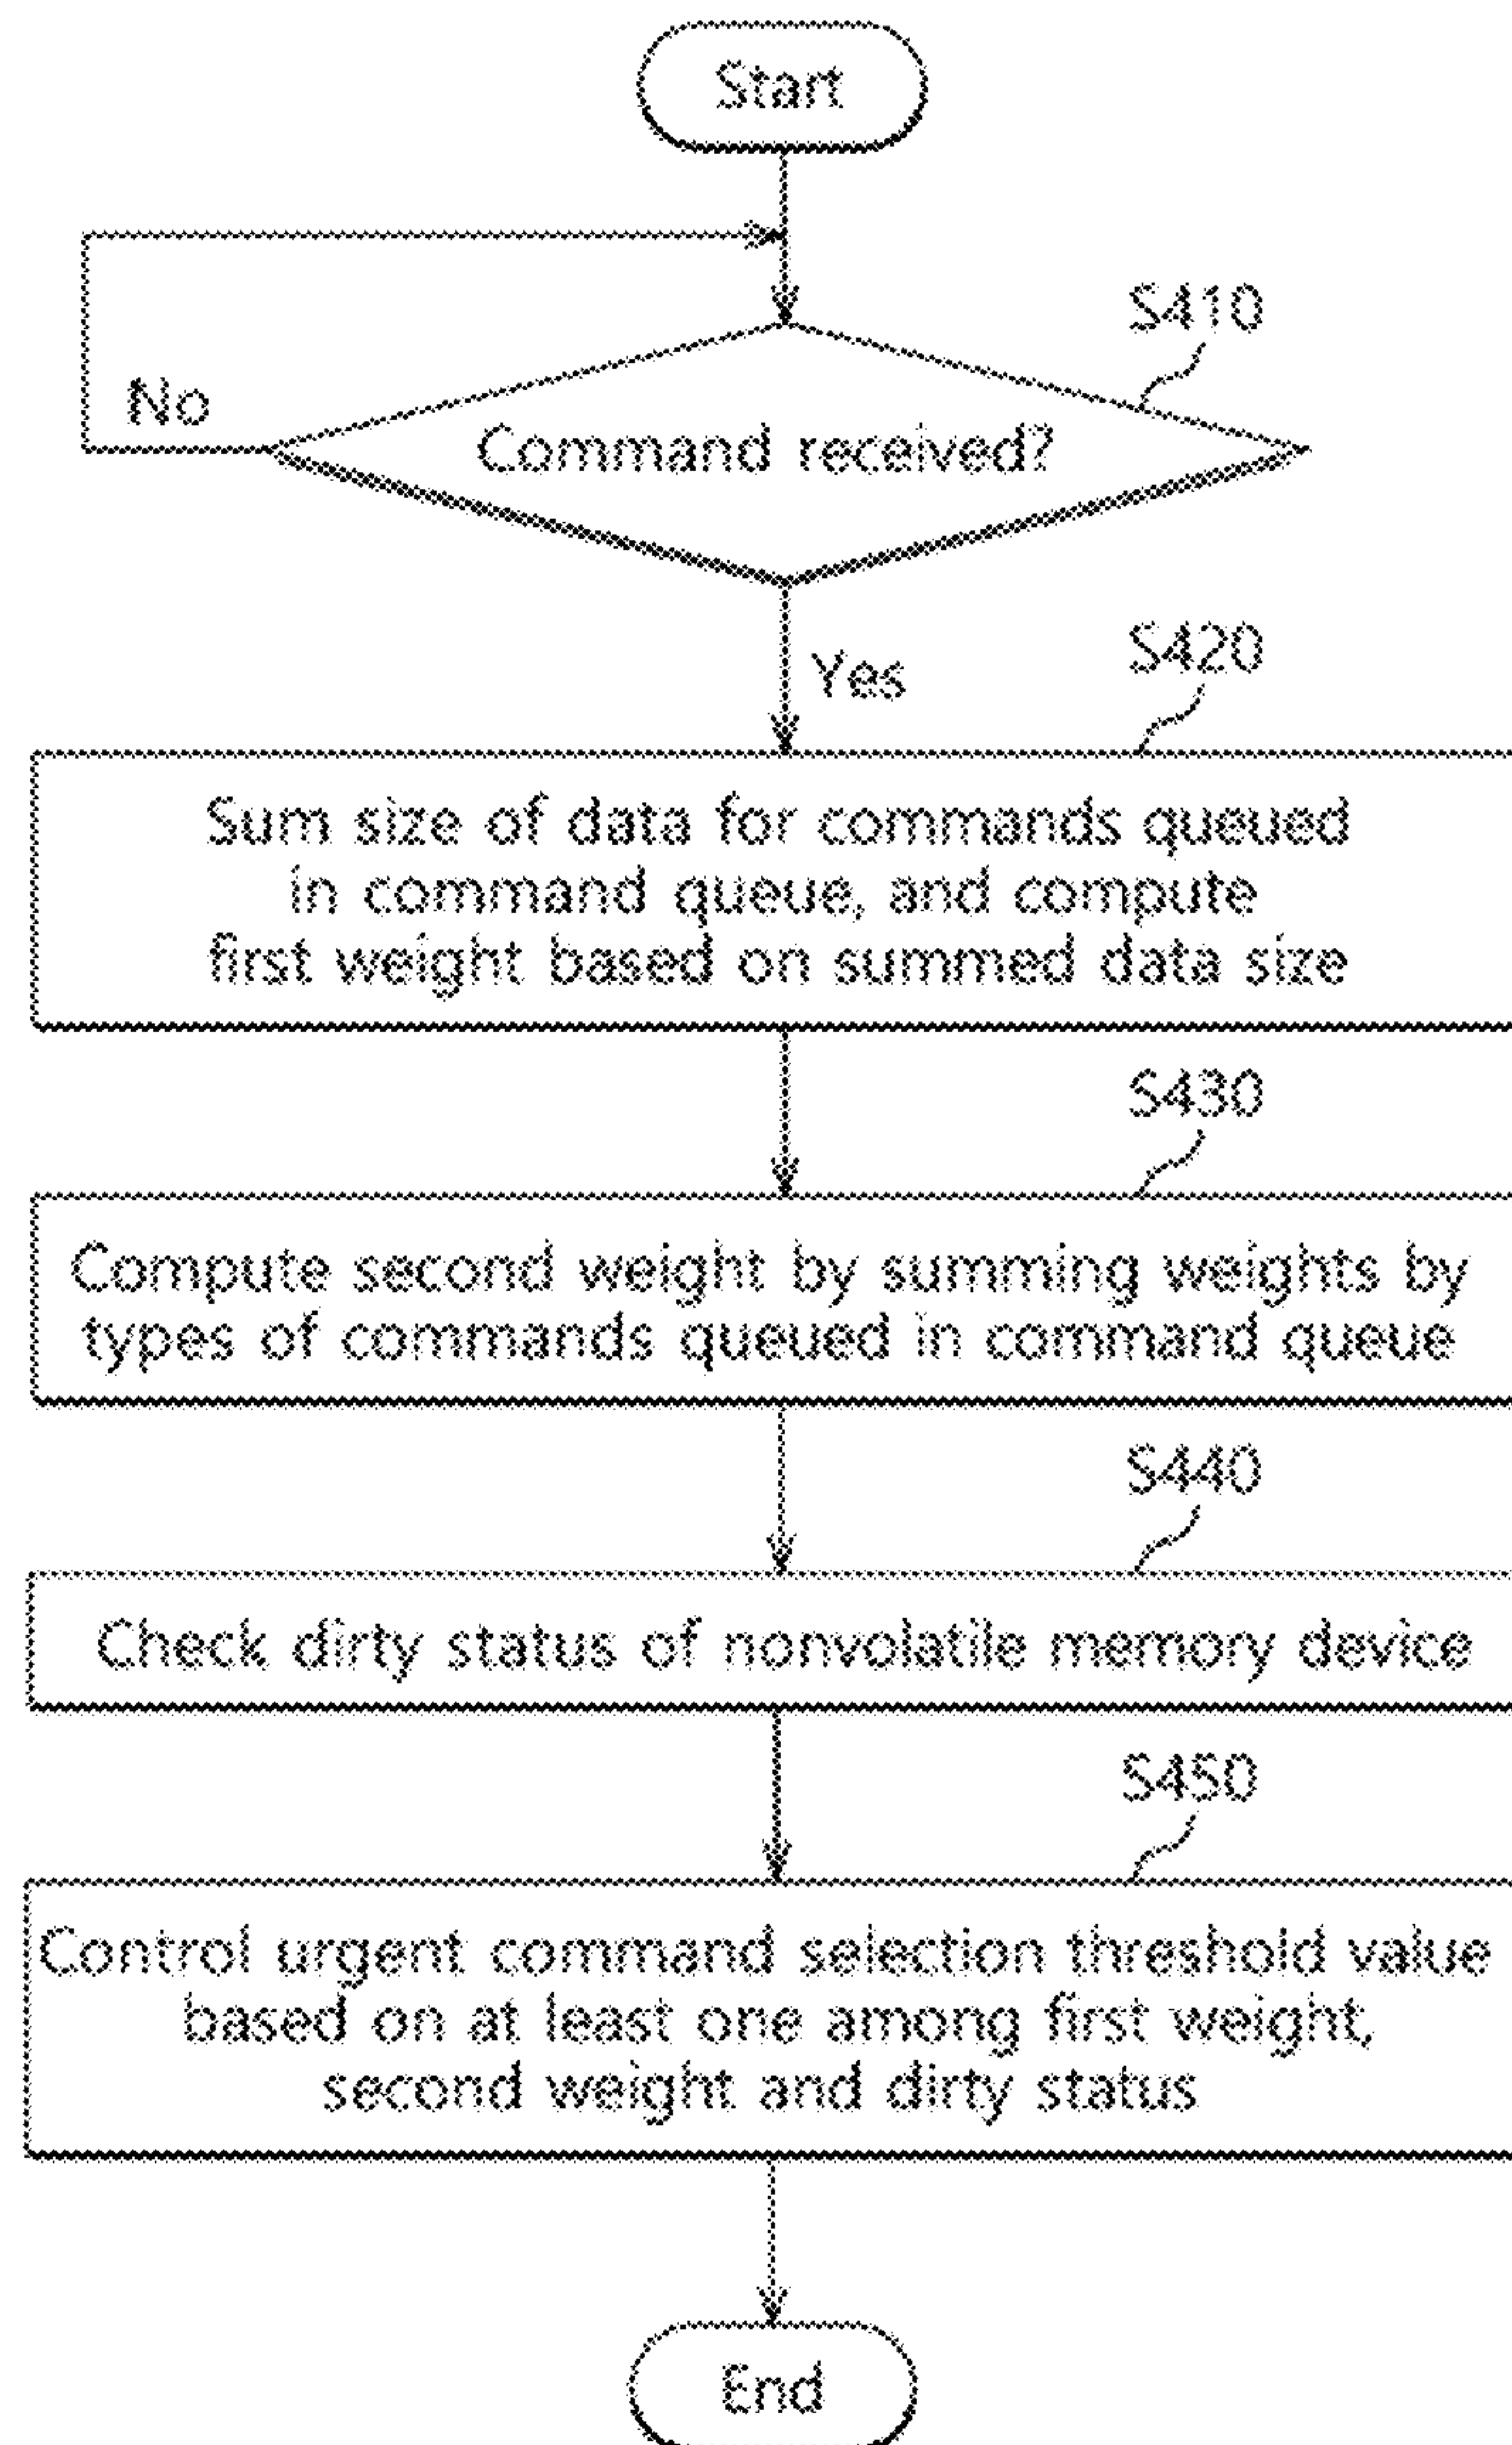 Start
S410
No
Command received?
Yes
S420
Sum size of data for commands queued
in command queue, and compute
first weight based on summed data size
S430
Compute second weight by summing weights by
types of commands queued in command queue
S440
Check dirty status of nonvolatile memory device
S450
Control urgent command selection threshold value
based on at least one among first weight,
second weight and dirty status
End